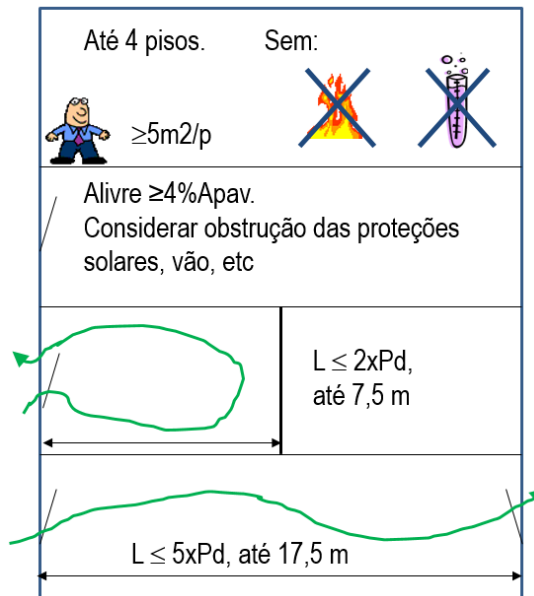 Até 4 pisos. Sem:
≥5m2/p
Alivre ≥4%Apav.
Considerar obstrução das proteções
solares, vão, etc
L ≤ 2xPd,
até 7,5 m
L ≤ 5xPd, até 17,5 m